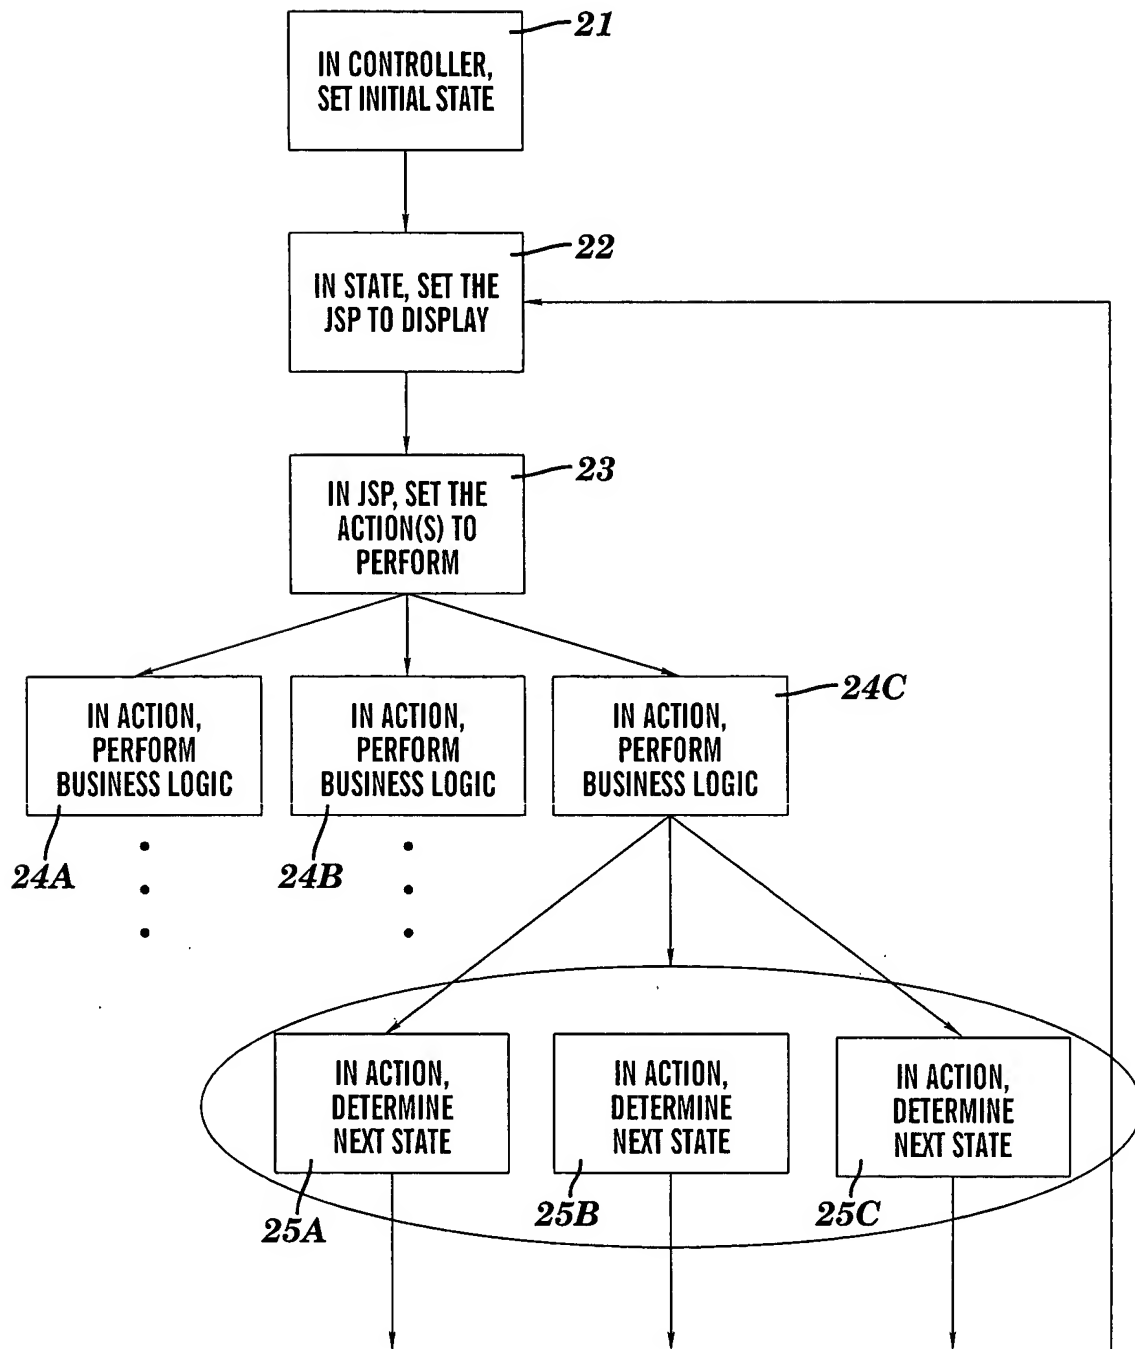 21
IN CONTROLLER,
SET INITIAL STATE
22
IN STATE, SET THE
JSP TO DISPLAY
23
IN JSP, SET THE
ACTION(S) TO
PERFORM
24C
IN ACTION,
PERFORM
BUSINESS LOGIC
IN ACTION,
PERFORM
BUSINESS LOGIC
IN ACTION,
PERFORM
BUSINESS LOGIC
24A
24B
IN ACTION,
DETERMINE
NEXT STATE
IN ACTION,
DETERMINE
NEXT STATE
IN ACTION,
DETERMINE
NEXT STATE
25A
25B
25C